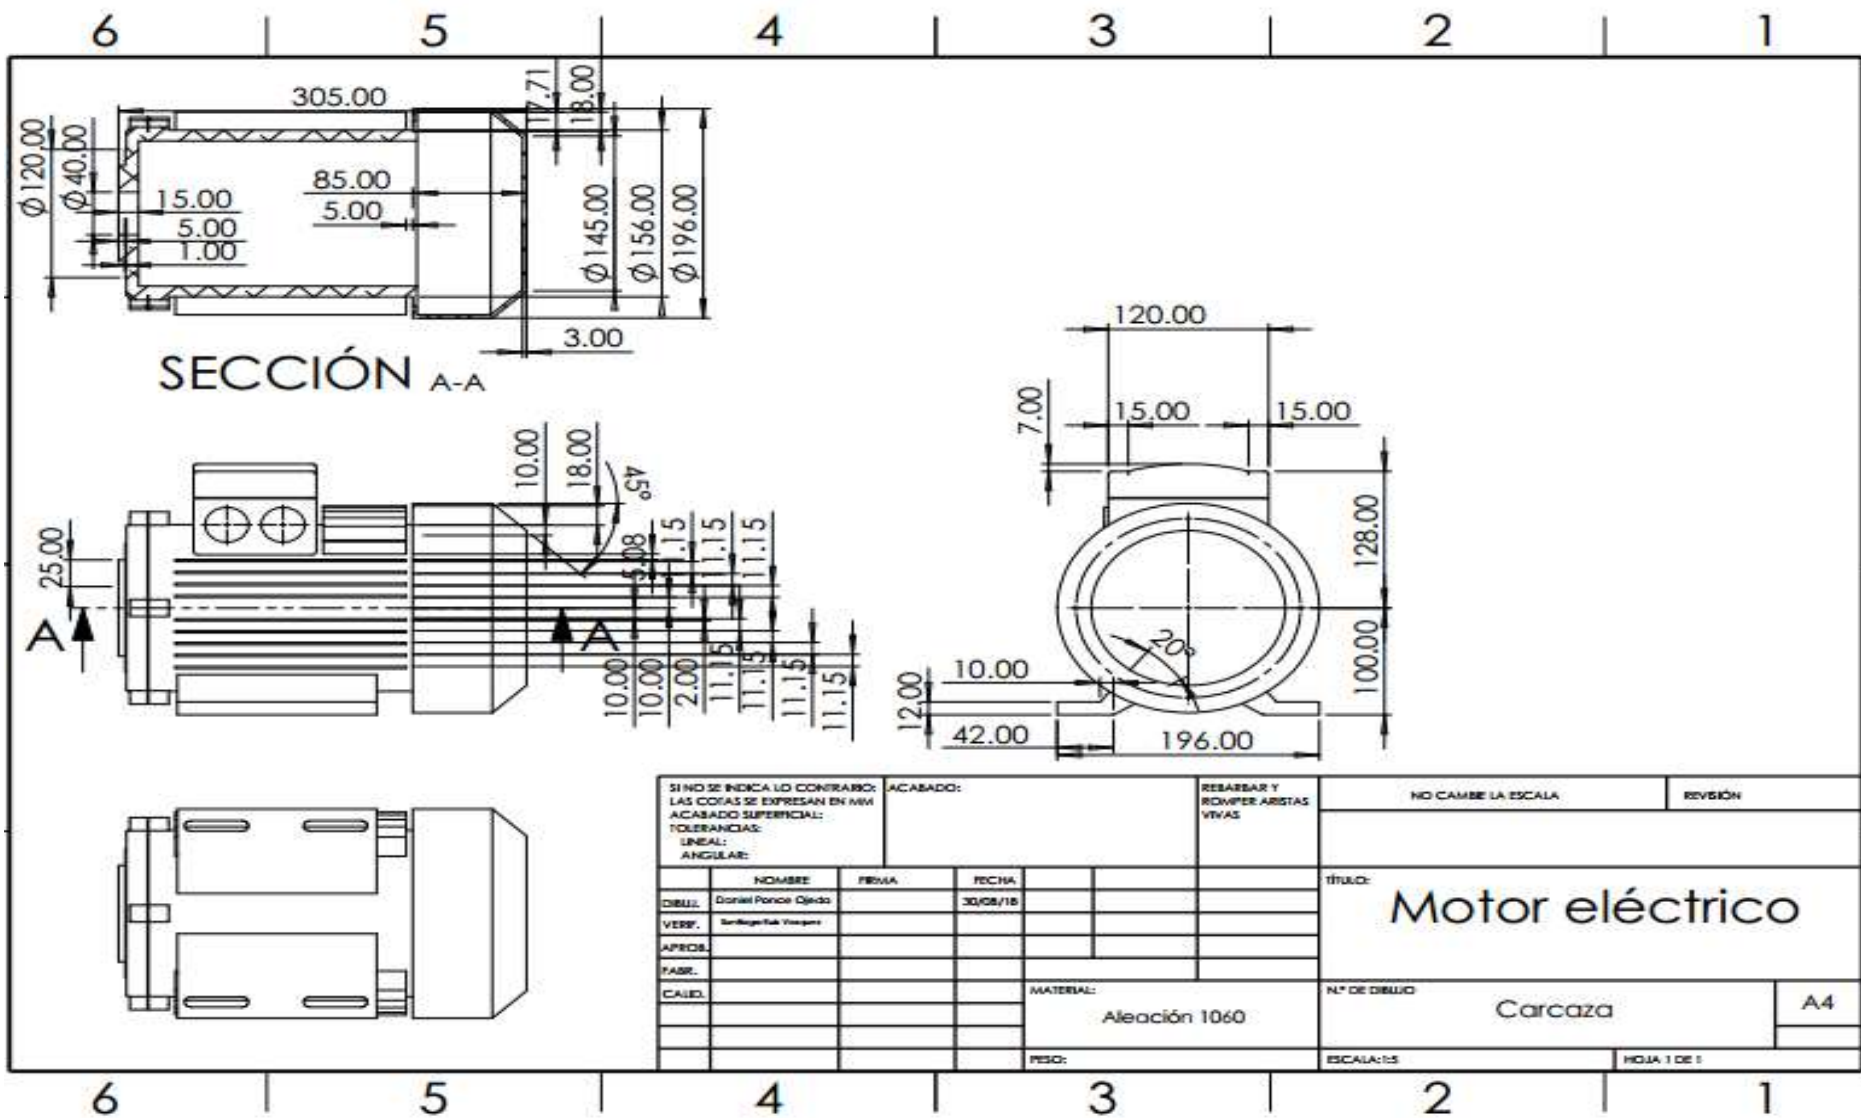 6 5 4 3 2 1
305.00
17.71
18.00
Ø120.00
Ø40.00
15.00
5.00
1.00
85.00
5.00
Ø145.00
Ø156.00
Ø196.00
3.00
SECCIÓN A-A
120.00
7.00
15.00
15.00
128.00
100.00
20°
10.00
12.00
42.00
196.00
10.00
18.00
45°
25.00
5.08
11.15
11.15
A
A
10.00
10.00
2.00
11.15
11.15
11.15
11.15
SI NO SE INDICA LO CONTRARIO:
LAS COTAS SE EXPRESAN EN MM
ACABADO SUPERFICIAL:
TOLERANCIAS:
LINEAL:
ANGULAR:
ACABADO:
REBARBAR Y
ROMPER ARISTAS
VIVAS
NO CAMBIE LA ESCALA
REVISIÓN
NOMBRE FIRMA FECHA
DIBUJ. Daniel Ponce Ojeda 30/08/18
VERIF.
APROB.
FABR.
CALID.
TÍTULO:
Motor eléctrico
MATERIAL:
Aleación 1060
N.º DE DIBUJO
Carcaza
A4
PESO:
ESCALA:1:5
HOJA 1 DE 1
6 5 4 3 2 1